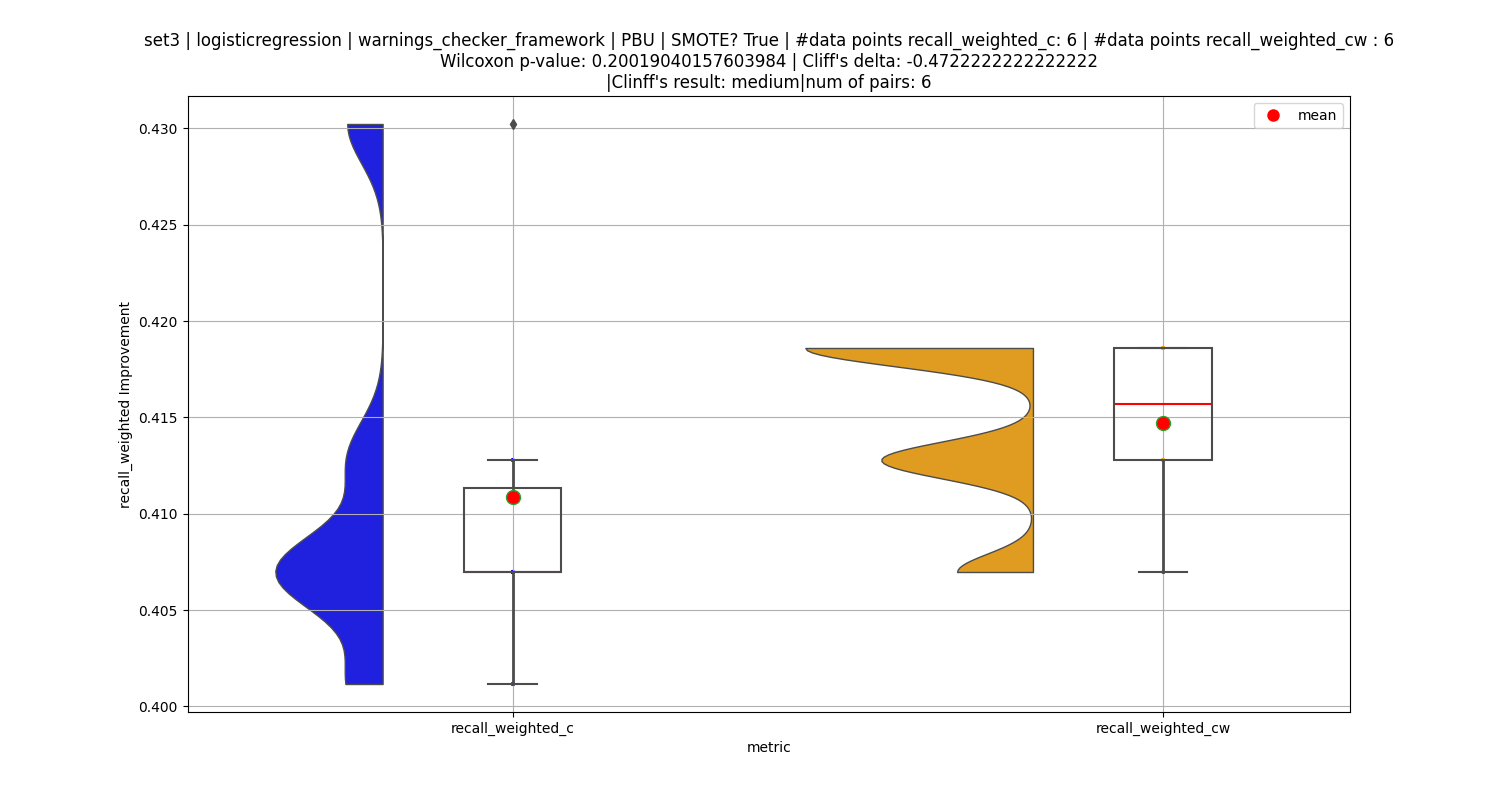 set3 | logisticregression | warnings_checker_framework | PBU | SMOTE? True | #data points recall_weighted_c: 6 | #data points recall_weighted_cw : 6
Wilcoxon p-value: 0.20019040157603984 | Cliff's delta: -0.4722222222222222
|Clinff's result: medium|num of pairs: 6
mean
0.430
0.425
0.420
0.415
0.410
0.405
0.400
recall_weighted Improvement
recall_weighted_c
recall_weighted_cw
metric